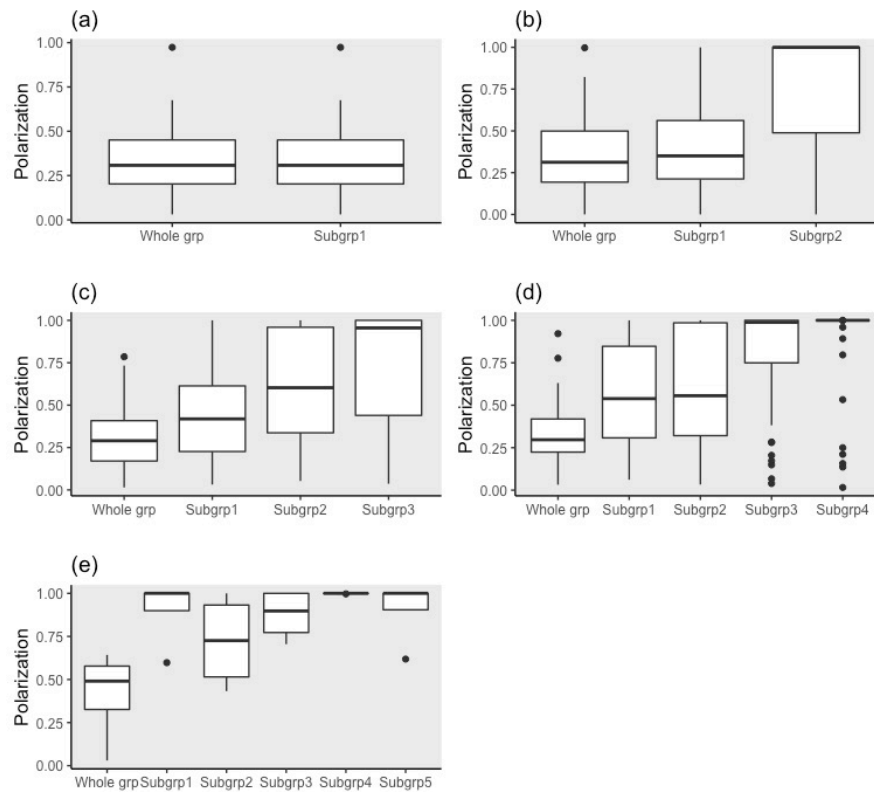 (a)
1.00
0.75
0.50
0.25
0.00
Polarization
Whole grp Subgrp1
(b)
1.00
0.75
0.50
0.25
0.00
Polarization
Whole grp Subgrp1 Subgrp2
(c)
1.00
0.75
0.50
0.25
0.00
Polarization
Whole grp Subgrp1 Subgrp2 Subgrp3
(d)
1.00
0.75
0.50
0.25
0.00
Polarization
Whole grp Subgrp1 Subgrp2 Subgrp3 Subgrp4
(e)
1.00
0.75
0.50
0.25
0.00
Polarization
Whole grp Subgrp1 Subgrp2 Subgrp3 Subgrp4 Subgrp5